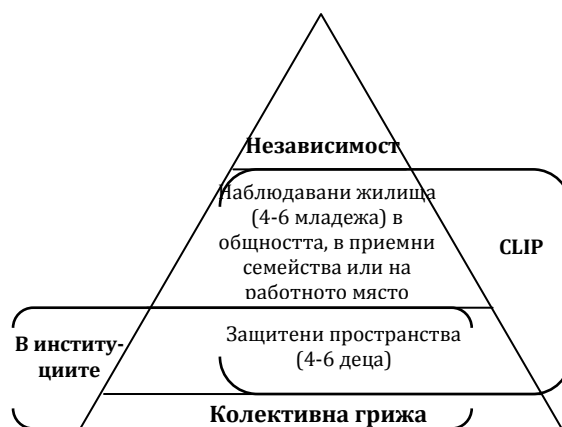 Независимост
Наблюдавани жилища
(4-6 младежа) в
общността, в приемни
семейства или на
работното място
CLIP
Защитени пространства
(4-6 деца)
В институ-
циите
Колективна грижа